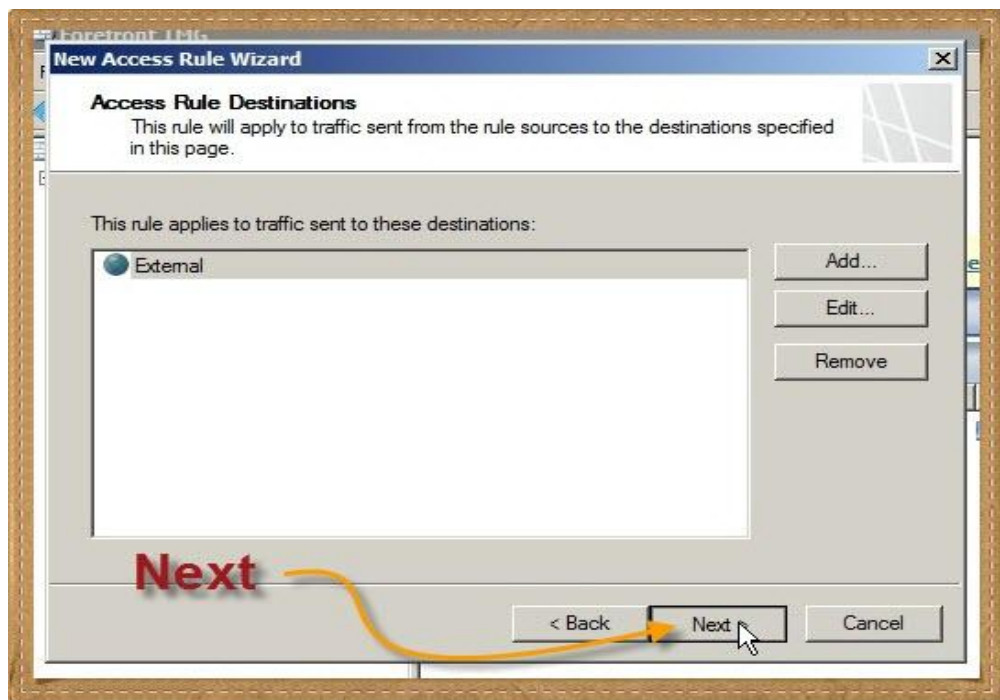 Forefront TMG
New Access Rule Wizard
Access Rule Destinations
This rule will apply to traffic sent from the rule sources to the destinations specified
in this page.
This rule applies to traffic sent to these destinations:
External
Add...
Edit...
Remove
Next
< Back
Next >
Cancel